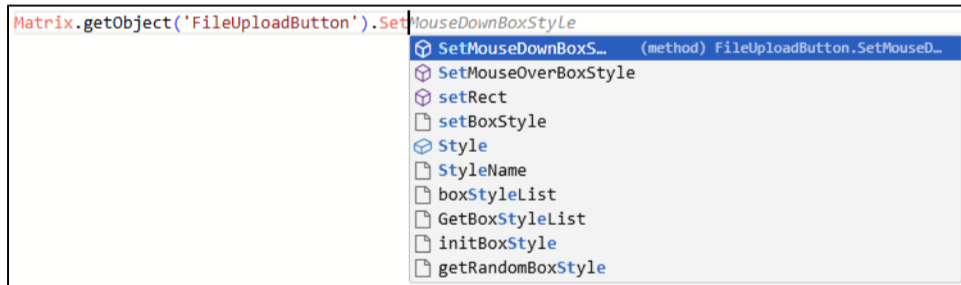 Matrix.getObject('FileUploadButton').SetMouseDownBoxStyle
SetMouseDownBoxS… (method) FileUploadButton.SetMouseD…
SetMouseOverBoxStyle
setRect
setBoxStyle
Style
StyleName
boxStyleList
GetBoxStyleList
initBoxStyle
getRandomBoxStyle